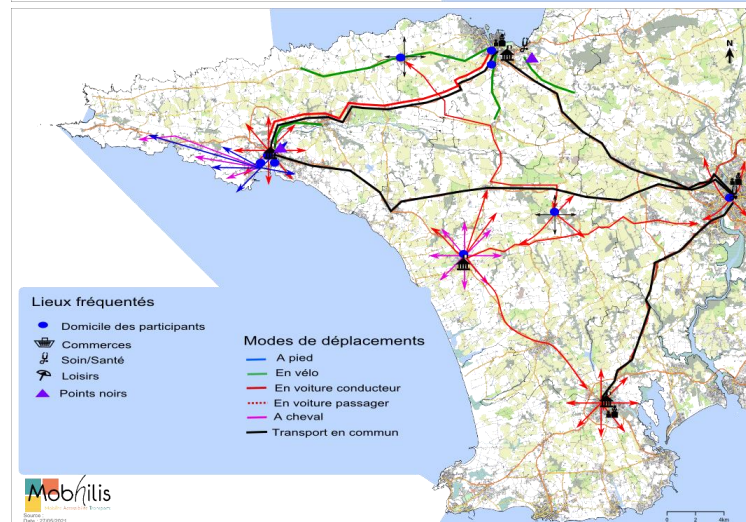 N
Lieux fréquentés
Domicile des participants
Commerces
Soin/Santé
Loisirs
Points noirs
Modes de déplacements
A pied
En vélo
En voiture conducteur
En voiture passager
A cheval
Transport en commun
Mobhilis
Source :
0 2 4km